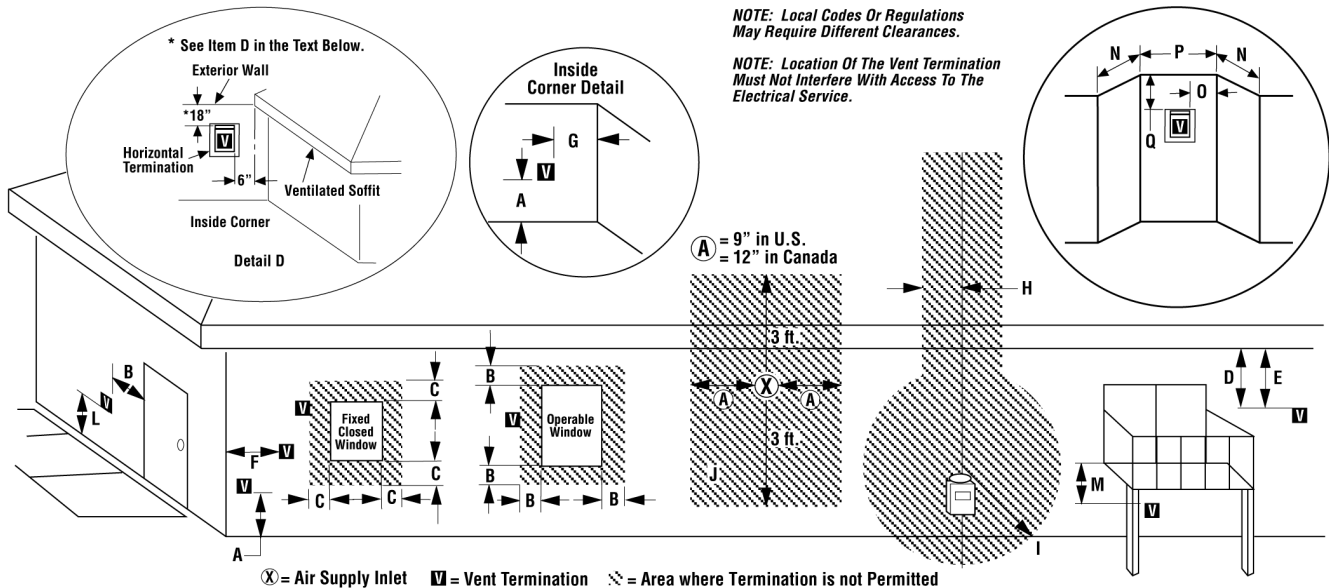 * See Item D in the Text Below.
Exterior Wall
*18"
V
Horizontal
Termination
6"
Ventilated Soffit
Inside Corner
Detail D
Inside
Corner Detail
G
V
A
NOTE: Local Codes Or Regulations
May Require Different Clearances.
NOTE: Location Of The Vent Termination
Must Not Interfere With Access To The
Electrical Service.
N P N
O
Q
V
A = 9" in U.S.
= 12" in Canada
H
3 ft.
X
A A
3 ft.
J
I
B
V
L
F
V
V
A
V
Fixed
Closed
Window
C
C
C C
B
V
Operable
Window
B
B B
D E
V
M
V
X = Air Supply Inlet V = Vent Termination = Area where Termination is not Permitted